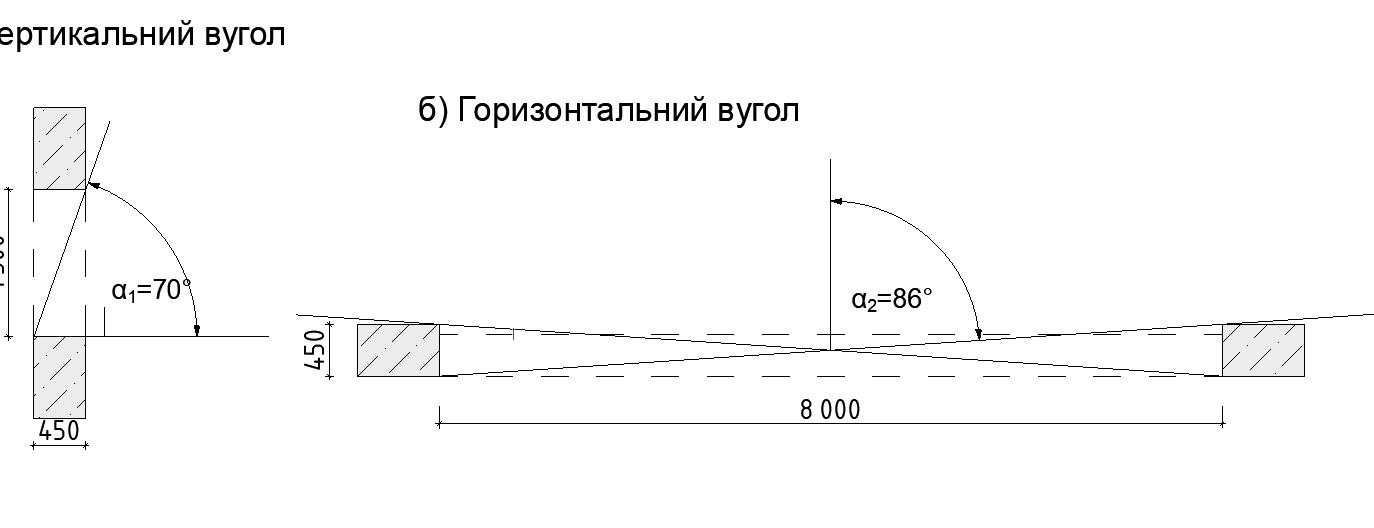 ертикальний вугол
б) Горизонтальний вугол
α₁=70°
α₂=86°
450
8 000
450